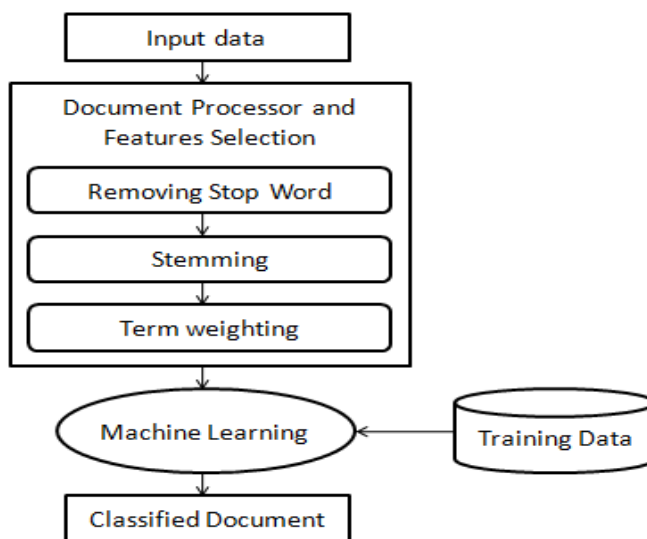 Input data
Document Processor and
Features Selection
Removing Stop Word
Stemming
Term weighting
Machine Learning
Training Data
Classified Document